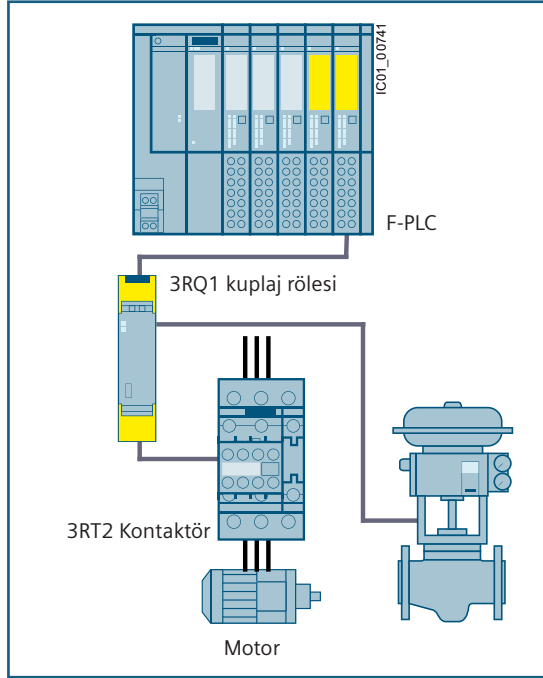 IC01_00741
F-PLC
3RQ1 kuplaj rölesi
3RT2 Kontaktör
Motor